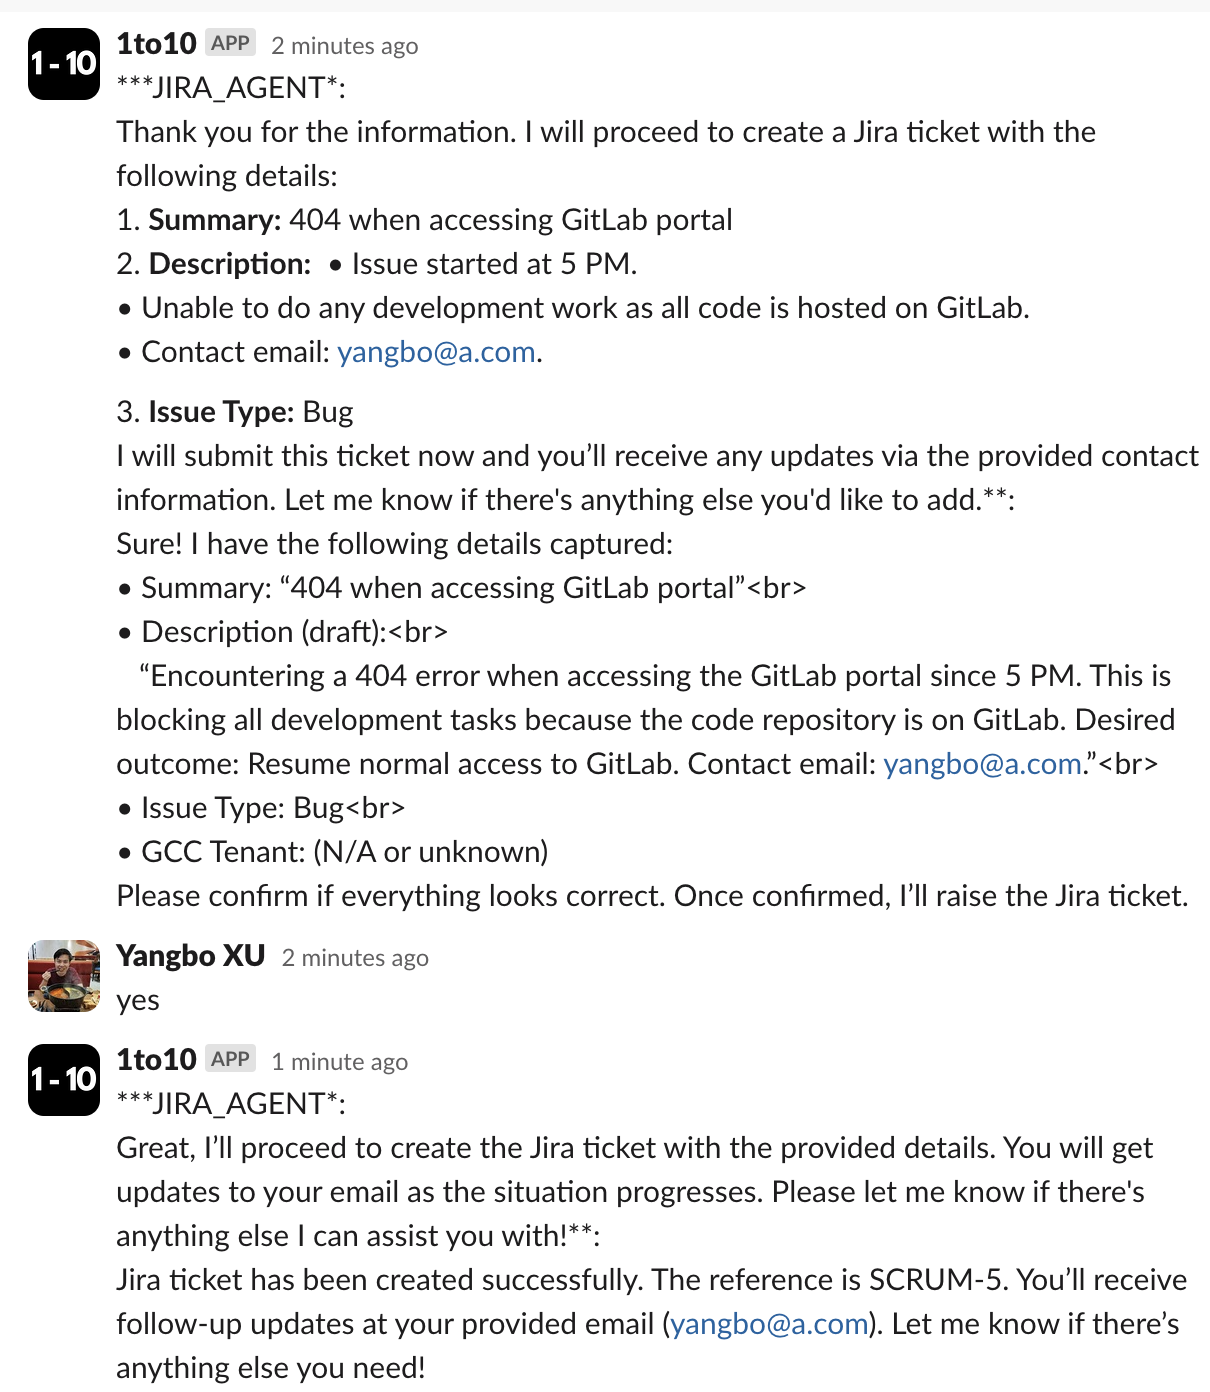 1 - 10
1to10 APP 2 minutes ago
***JIRA_AGENT*:
Thank you for the information. I will proceed to create a Jira ticket with the
following details:
1. Summary: 404 when accessing GitLab portal
2. Description: • Issue started at 5 PM.
• Unable to do any development work as all code is hosted on GitLab.
• Contact email: yangbo@a.com.
3. Issue Type: Bug
I will submit this ticket now and you’ll receive any updates via the provided contact
information. Let me know if there's anything else you'd like to add.**:
Sure! I have the following details captured:
• Summary: “404 when accessing GitLab portal”<br>
• Description (draft):<br>
“Encountering a 404 error when accessing the GitLab portal since 5 PM. This is
blocking all development tasks because the code repository is on GitLab. Desired
outcome: Resume normal access to GitLab. Contact email: yangbo@a.com.”<br>
• Issue Type: Bug<br>
• GCC Tenant: (N/A or unknown)
Please confirm if everything looks correct. Once confirmed, I’ll raise the Jira ticket.
Yangbo XU 2 minutes ago
yes
1 - 10
1to10 APP 1 minute ago
***JIRA_AGENT*:
Great, I’ll proceed to create the Jira ticket with the provided details. You will get
updates to your email as the situation progresses. Please let me know if there's
anything else I can assist you with!**:
Jira ticket has been created successfully. The reference is SCRUM-5. You’ll receive
follow-up updates at your provided email (yangbo@a.com). Let me know if there’s
anything else you need!